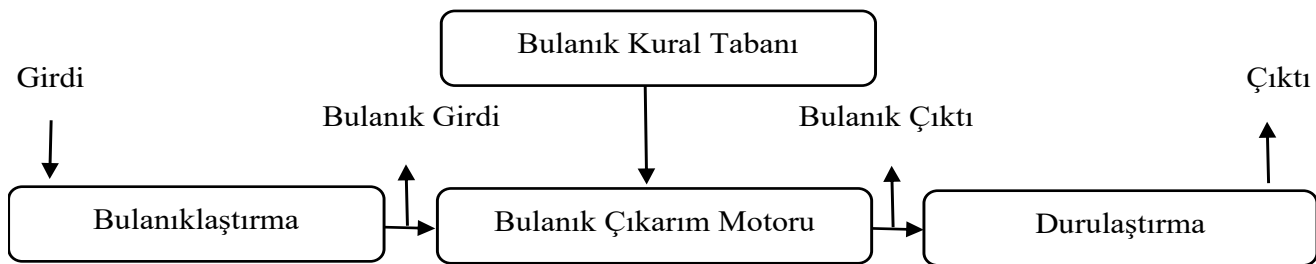 Bulanık Kural Tabanı
Girdi
Çıktı
Bulanık Girdi
Bulanık Çıktı
Bulanıklaştırma
Bulanık Çıkarım Motoru
Durulaştırma